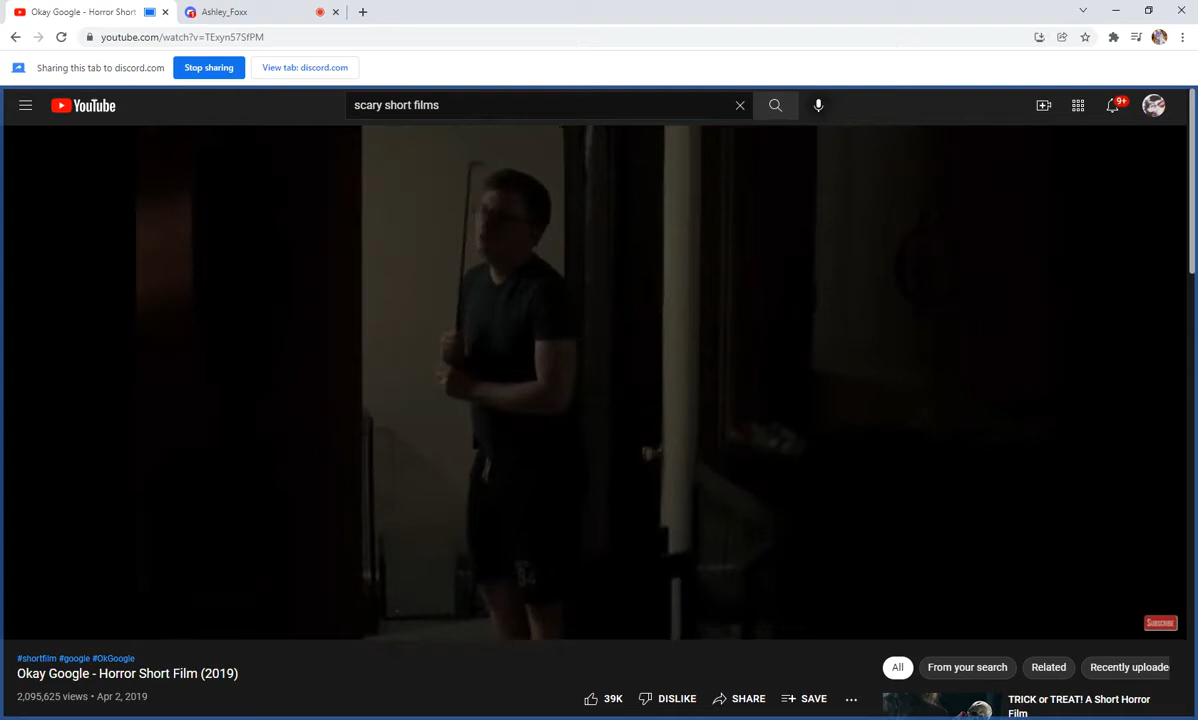 Okay Google - Horror Short
Ashley_Foxx
youtube.com/watch?v=TExyn57SfPM
Sharing this tab to discord.com
Stop sharing
View tab: discord.com
YouTube
scary short films
9+
SUBSCRIBE
#shortfilm #google #OkGoogle
Okay Google - Horror Short Film (2019)
2,095,625 views • Apr 2, 2019
39K
DISLIKE
SHARE
SAVE
All
From your search
Related
Recently uploade
TRICK or TREAT! A Short Horror
Film